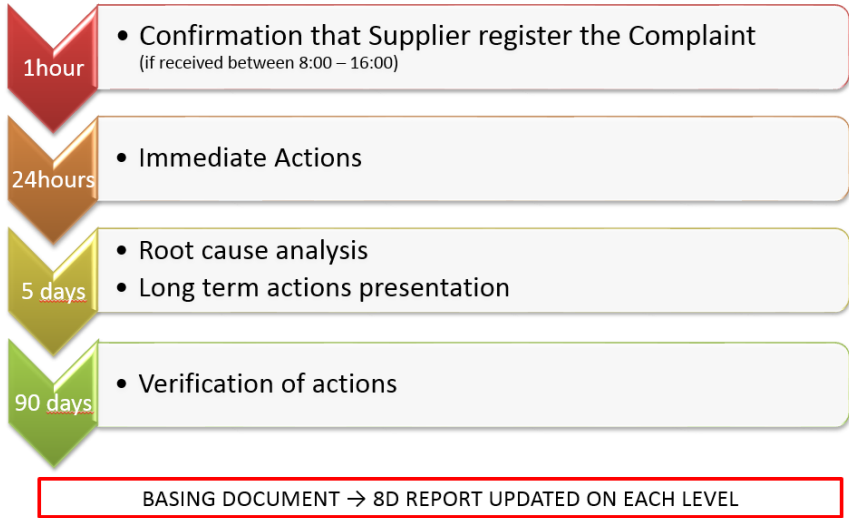 1hour
• Confirmation that Supplier register the Complaint
(if received between 8:00 – 16:00)
24hours
• Immediate Actions
5 days
• Root cause analysis
• Long term actions presentation
90 days
• Verification of actions
BASING DOCUMENT → 8D REPORT UPDATED ON EACH LEVEL